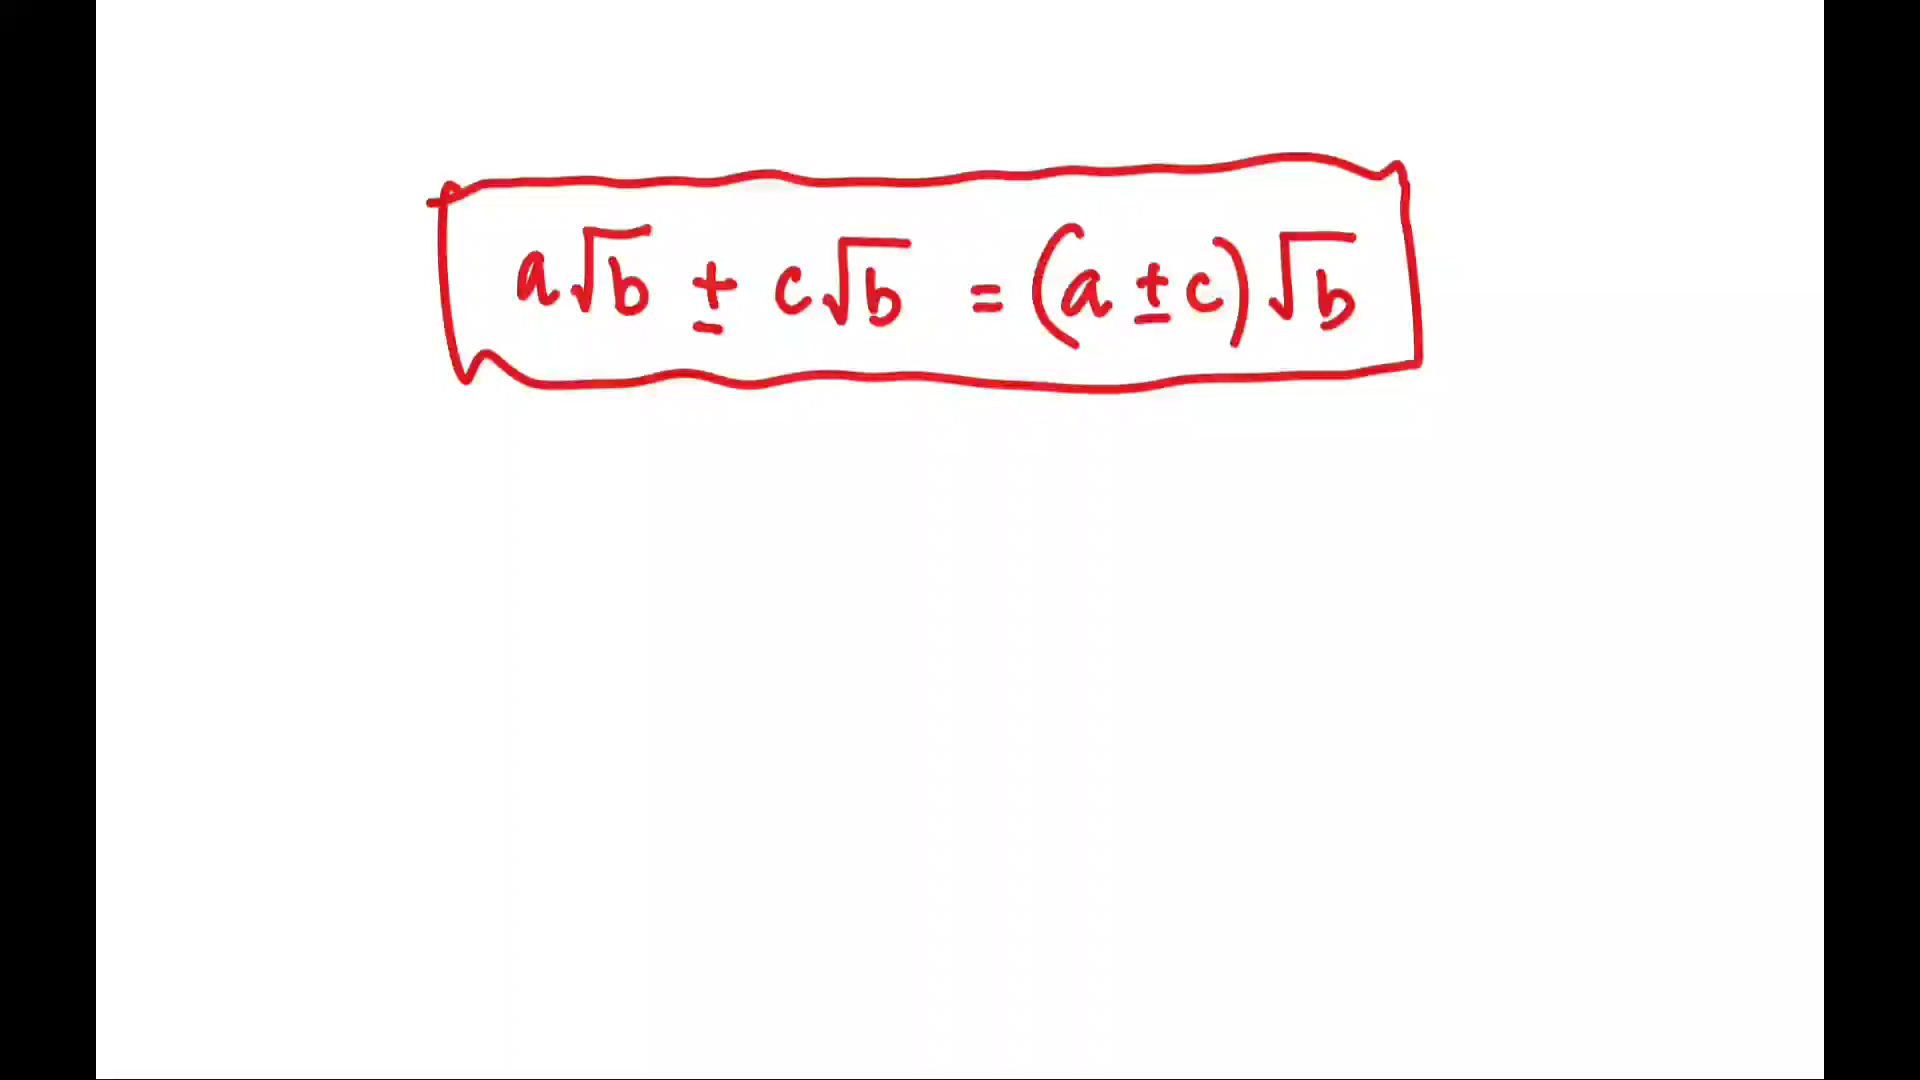 a√b ± c√b = (a ± c)√b